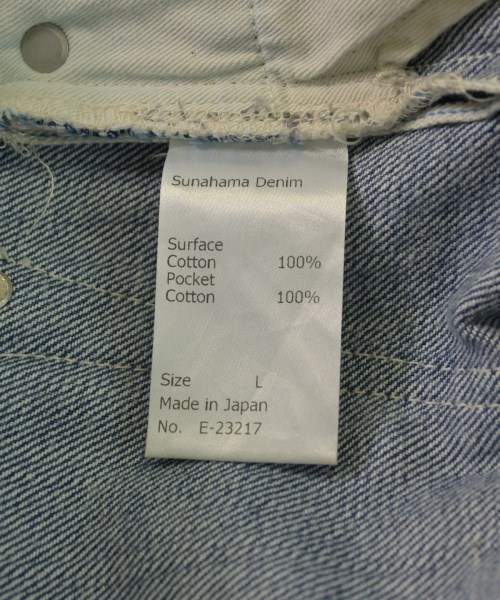 Sunahama Denim
Surface
Cotton 100%
Pocket
Cotton 100%
Size L
Made in Japan
No. E-23217